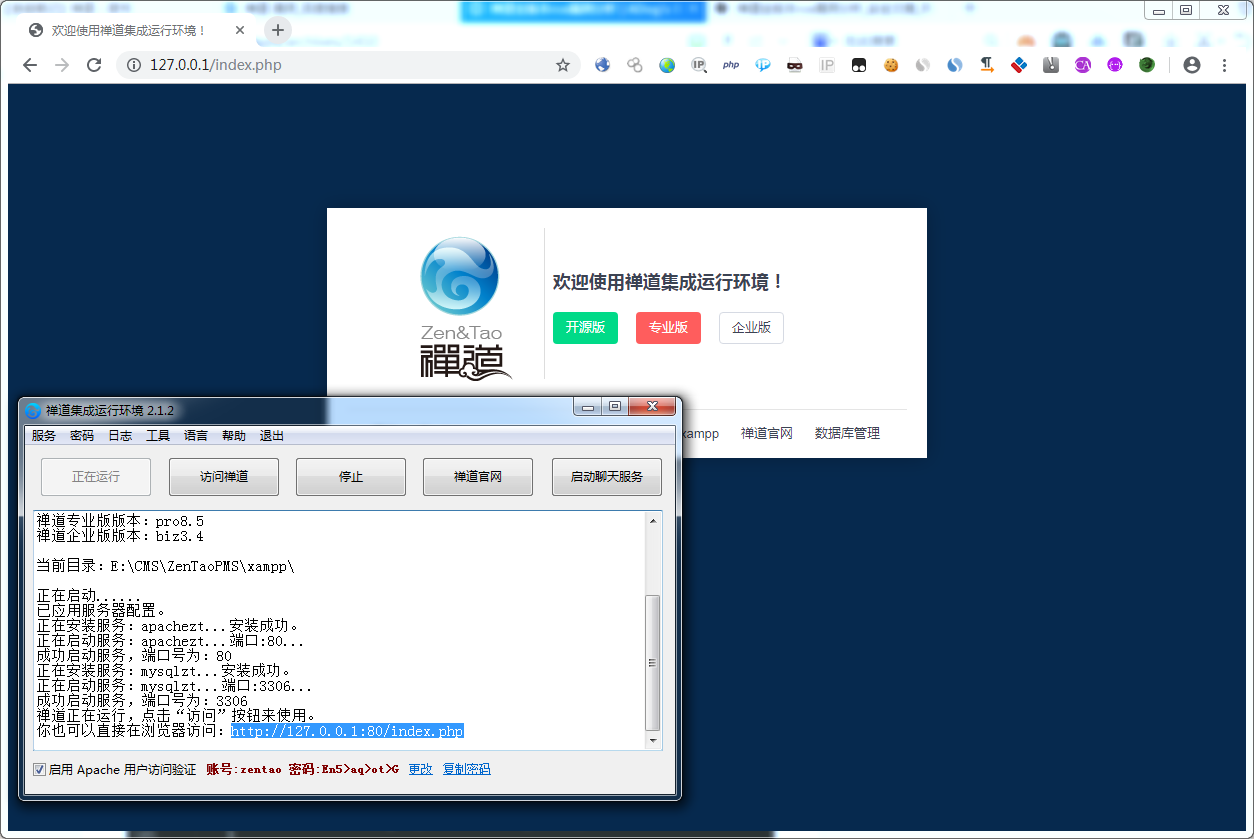 欢迎使用禅道集成运行环境！
127.0.0.1/index.php
IP
php
IP
CA
欢迎使用禅道集成运行环境！
开源版
专业版
企业版
Zen&Tao
禪道
xampp
禅道官网
数据库管理
禅道集成运行环境 2.1.2
服务 密码 日志 工具 语言 帮助 退出
正在运行
访问禅道
停止
禅道官网
启动聊天服务
禅道专业版版本：pro8.5
禅道企业版版本：biz3.4
当前目录：E:\CMS\ZenTaoPMS\xampp\
正在启动......
已应用服务器配置。
正在安装服务：apachezt...安装成功。
正在启动服务：apachezt...端口:80...
成功启动服务，端口号为：80
正在安装服务：mysqlzt...安装成功。
正在启动服务：mysqlzt...端口:3306...
成功启动服务，端口号为：3306
禅道正在运行，点击“访问”按钮来使用。
你也可以直接在浏览器访问：http://127.0.0.1:80/index.php
启用 Apache 用户访问验证 账号:zentao 密码:En5>aq>ot>G 更改 复制密码